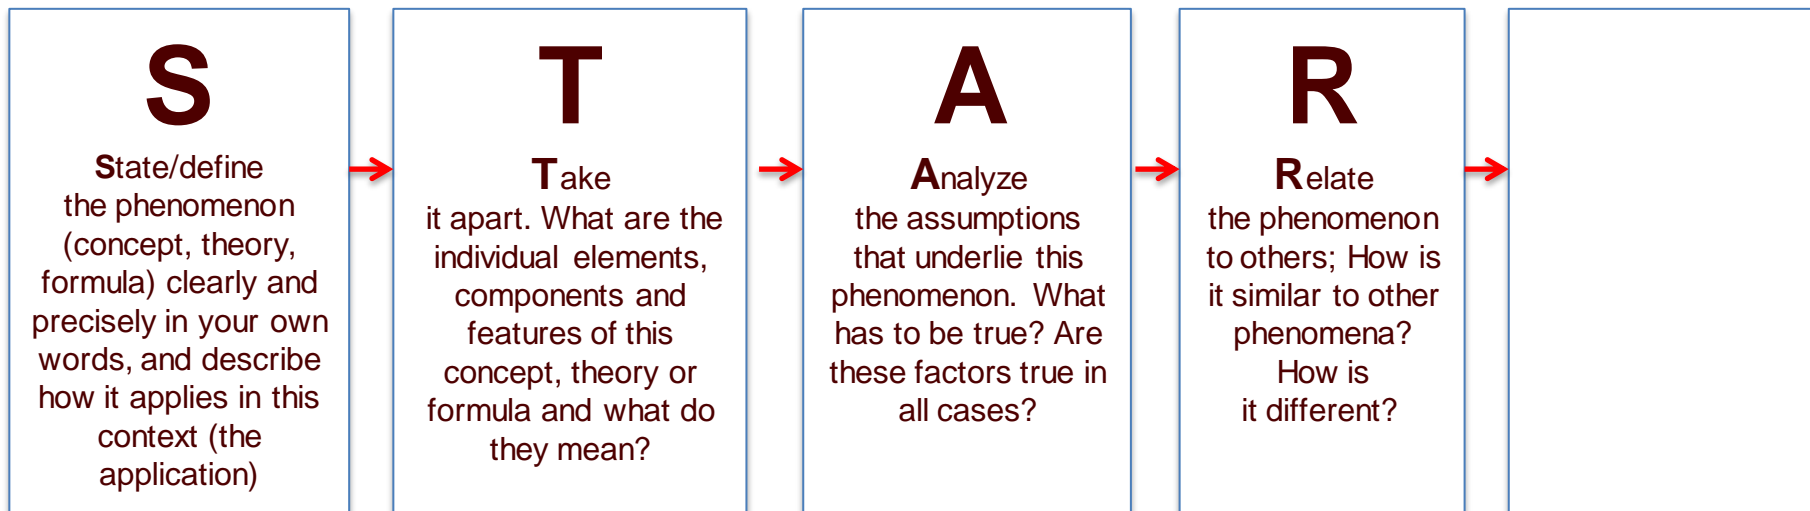 S
State/define
the phenomenon
(concept, theory,
formula) clearly and
precisely in your own
words, and describe
how it applies in this
context (the
application)
T
Take
it apart. What are the
individual elements,
components and
features of this
concept, theory or
formula and what do
they mean?
A
Analyze
the assumptions
that underlie this
phenomenon. What
has to be true? Are
these factors true in
all cases?
R
Relate
the phenomenon
to others; How is
it similar to other
phenomena?
How is
it different?